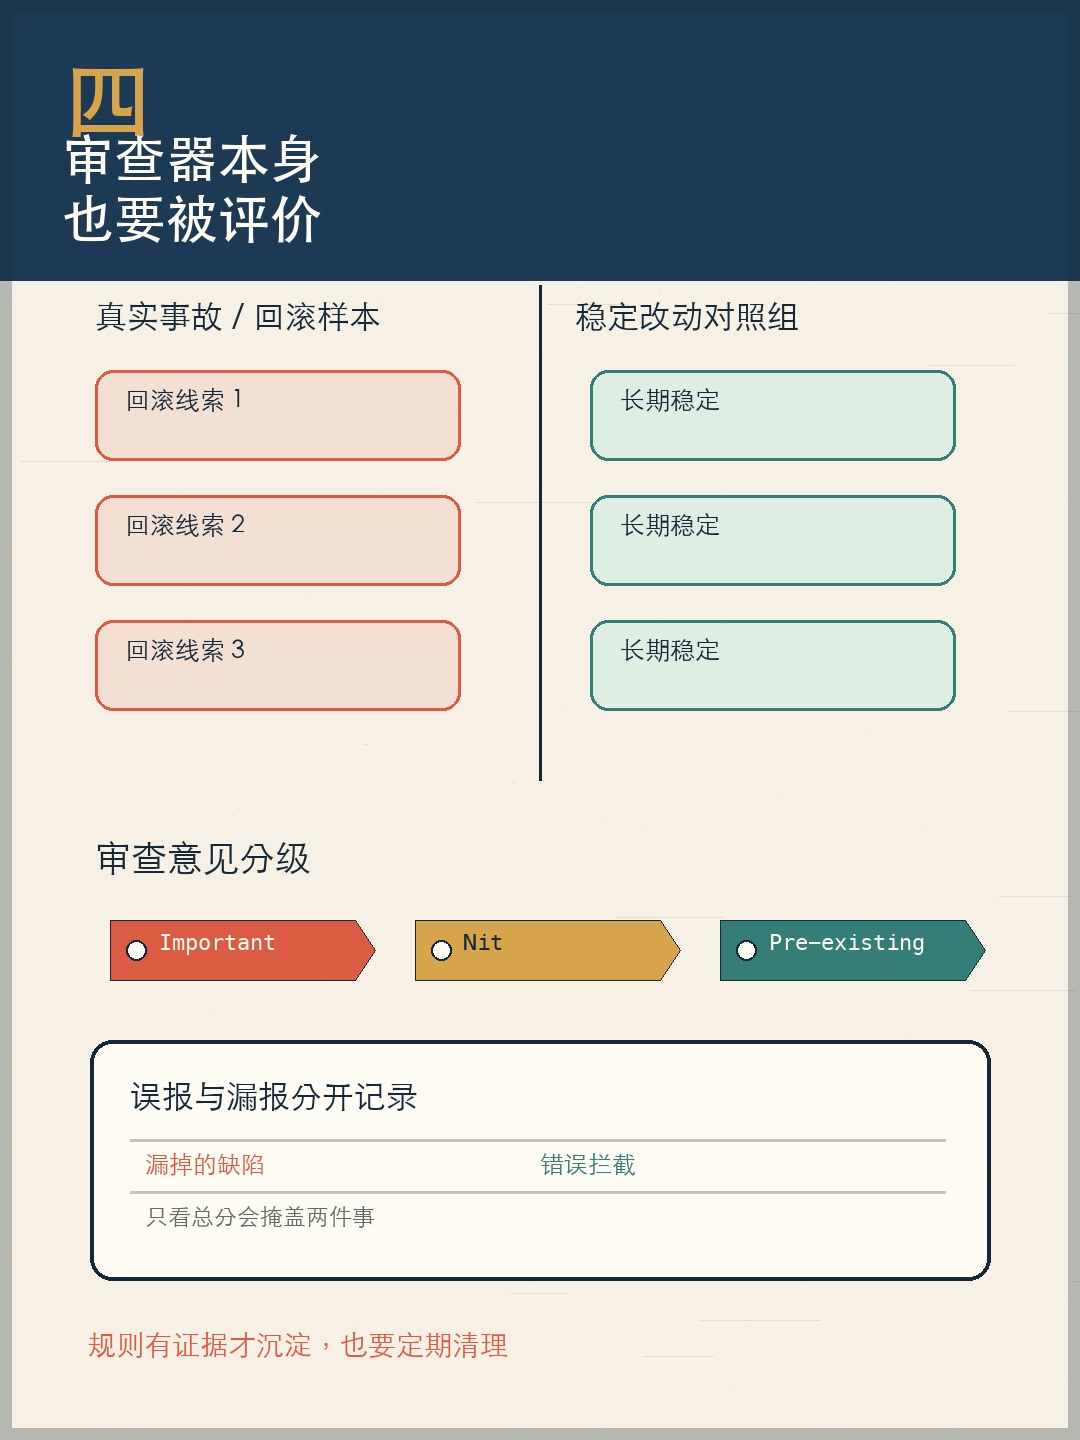 四
审查器本身
也要被评价
真实事故 / 回滚样本
稳定改动对照组
回滚线索 1
长期稳定
回滚线索 2
长期稳定
回滚线索 3
长期稳定
审查意见分级
Important
Nit
Pre-existing
误报与漏报分开记录
漏掉的缺陷
错误拦截
只看总分会掩盖两件事
规则有证据才沉淀，也要定期清理